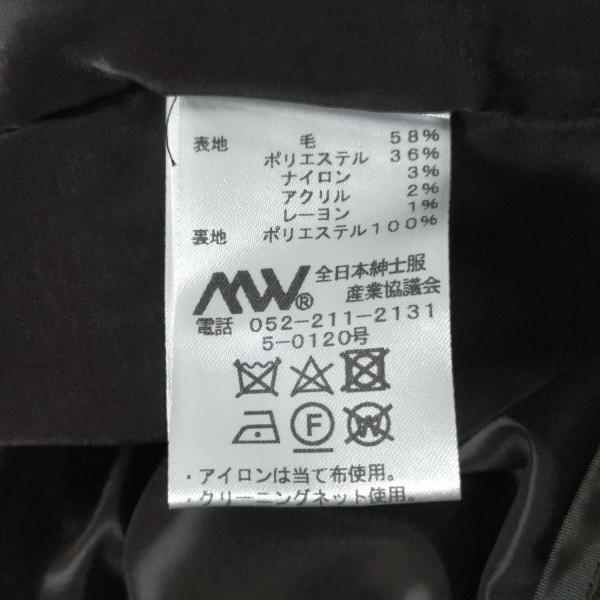 表地 毛 58%
ポリエステル 36%
ナイロン 3%
アクリル 2%
レーヨン 1%
裏地 ポリエステル100%
MW® 全日本紳士服
産業協議会
電話 052-211-2131
5-0120号
F W
・アイロンは当て布使用。
・クリーニングネット使用。